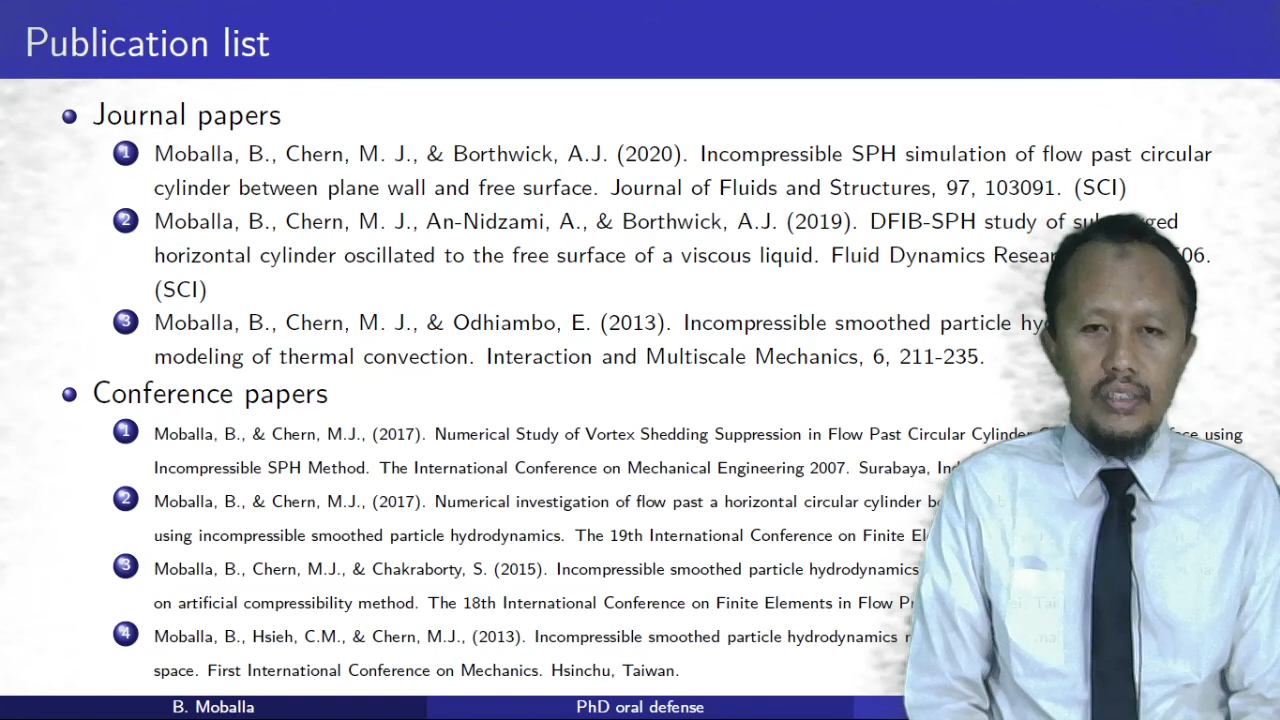 Publication list
Journal papers
1 Moballa, B., Chern, M. J., & Borthwick, A.J. (2020). Incompressible SPH simulation of flow past circular
cylinder between plane wall and free surface. Journal of Fluids and Structures, 97, 103091. (SCI)
2 Moballa, B., Chern, M. J., An-Nidzami, A., & Borthwick, A.J. (2019). DFIB-SPH study of
horizontal cylinder oscillated to the free surface of a viscous liquid. Fluid Dynamics 06.
(SCI)
3 Moballa, B., Chern, M. J., & Odhiambo, E. (2013). Incompressible smoothed particle
modeling of thermal convection. Interaction and Multiscale Mechanics, 6, 211-235.
Conference papers
1 Moballa, B., & Chern, M.J., (2017). Numerical Study of Vortex Shedding Suppression in Flow Past Circular Cylinder using
Incompressible SPH Method. The International Conference on Mechanical Engineering 2007. Surabaya,
2 Moballa, B., & Chern, M.J., (2017). Numerical investigation of flow past a horizontal circular cylinder
using incompressible smoothed particle hydrodynamics. The 19th International Conference on Finite
3 Moballa, B., Chern, M.J., & Chakraborty, S. (2015). Incompressible smoothed particle hydrodynamics
on artificial compressibility method. The 18th International Conference on Finite Elements in Flow
4 Moballa, B., Hsieh, C.M., & Chern, M.J., (2013). Incompressible smoothed particle hydrodynamics
space. First International Conference on Mechanics. Hsinchu, Taiwan.
B. Moballa PhD oral defense